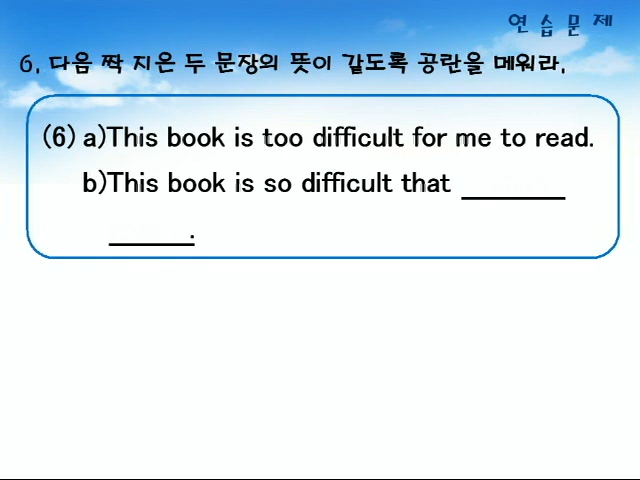 연 습 문 제
6. 다음 짝 지은 두 문장의 뜻이 같도록 공란을 메워라.
(6) a)This book is too difficult for me to read.
b)This book is so difficult that ________
_______.